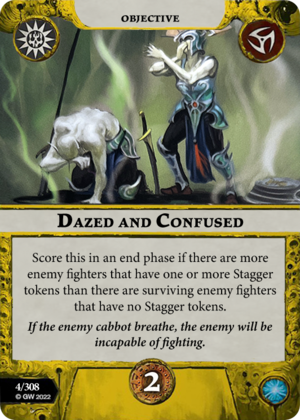 OBJECTIVE
DAZED AND CONFUSED
Score this in an end phase if there are more
enemy fighters that have one or more Stagger
tokens than there are surviving enemy fighters
that have no Stagger tokens.
If the enemy cabbot breathe, the enemy will be
incapable of fighting.
4/308
© GW 2022
2